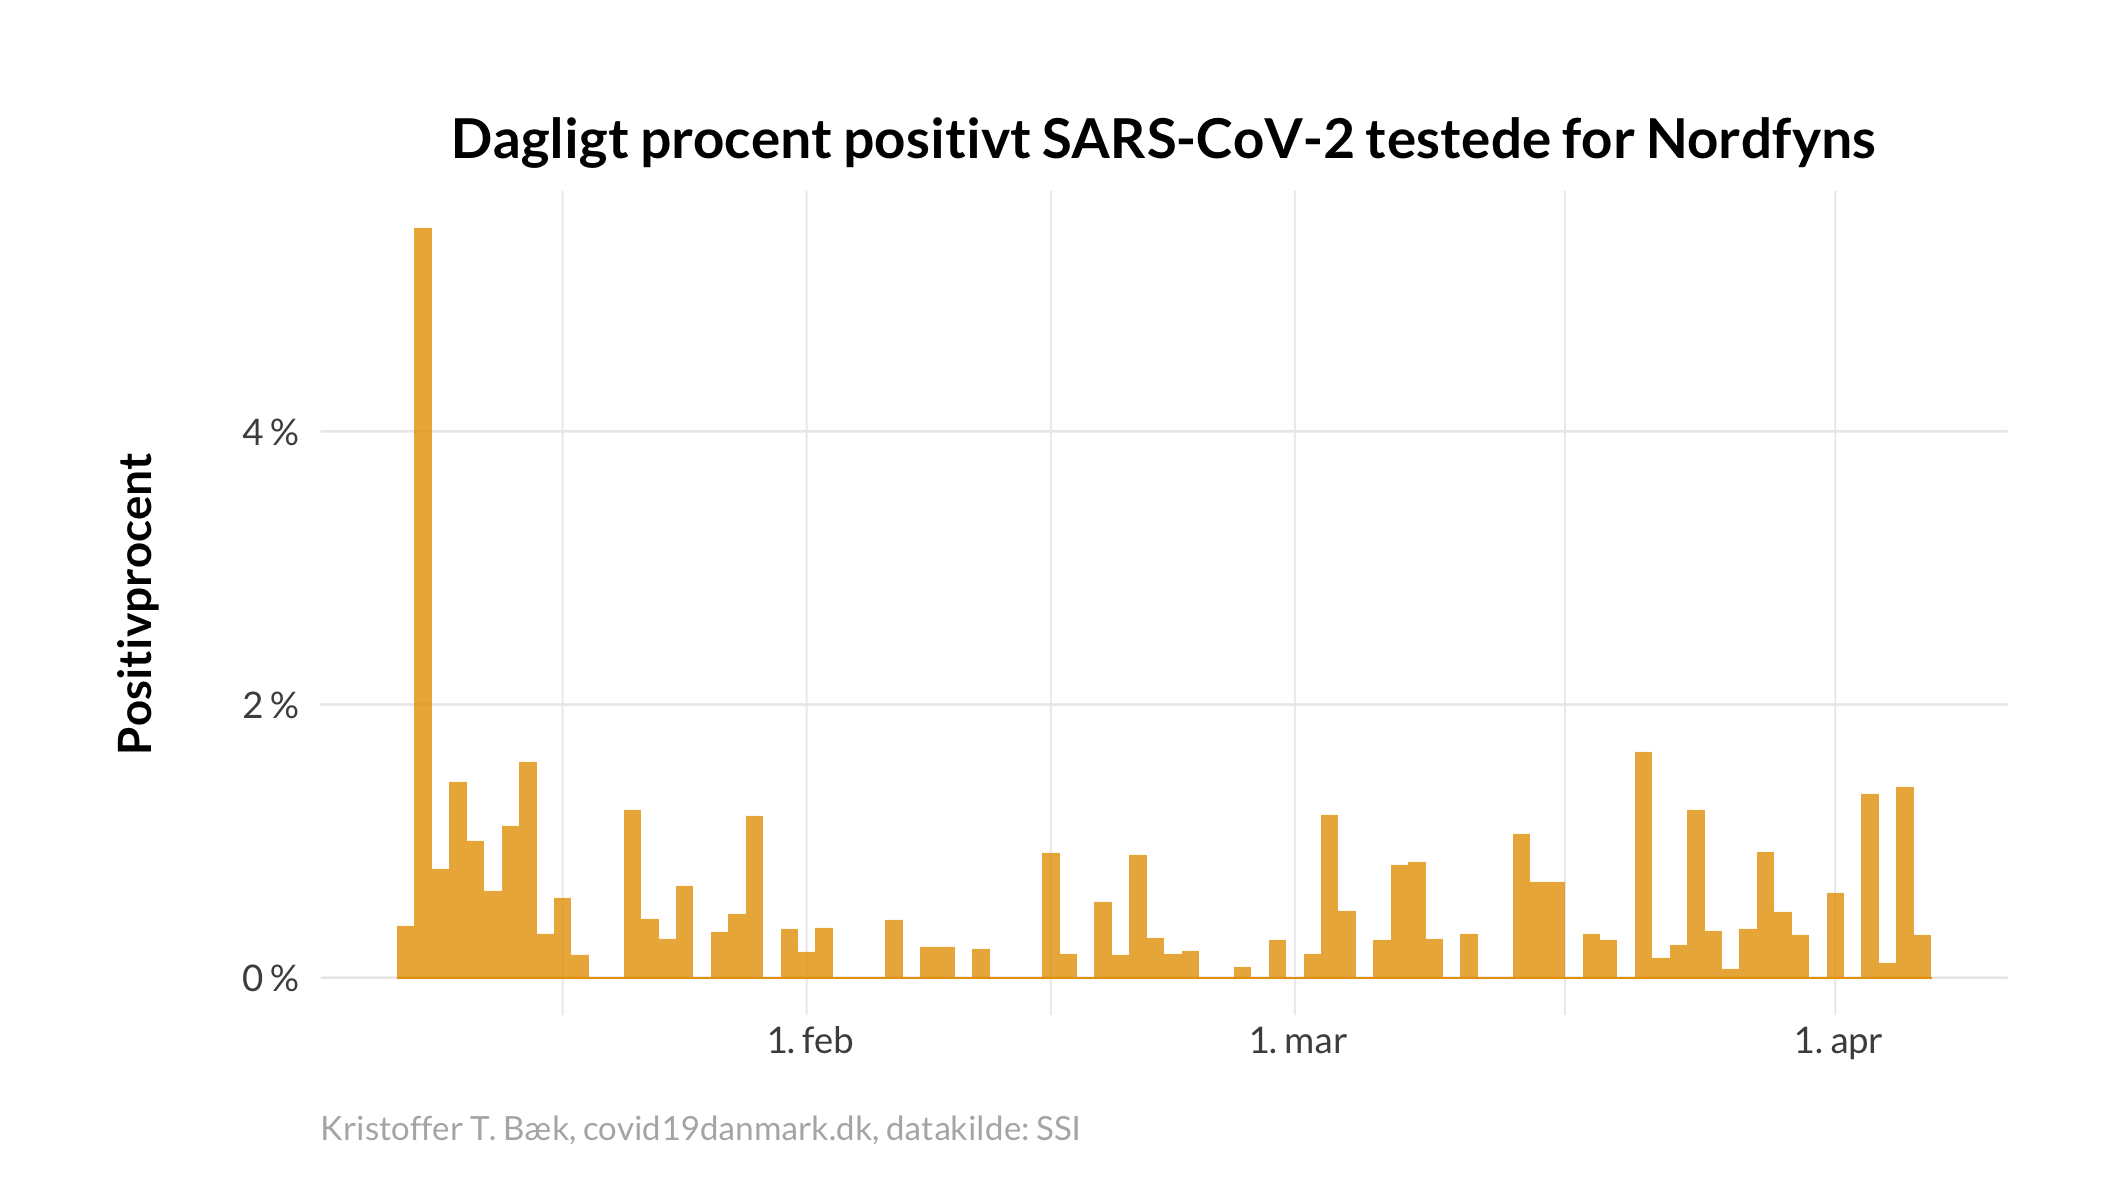 Dagligt procent positivt SARS-CoV-2 testede for Nordfyns
Positivprocent
4 %
2 %
0 %
1. feb
1. mar
1. apr
Kristoffer T. Bæk, covid19danmark.dk, datakilde: SSI